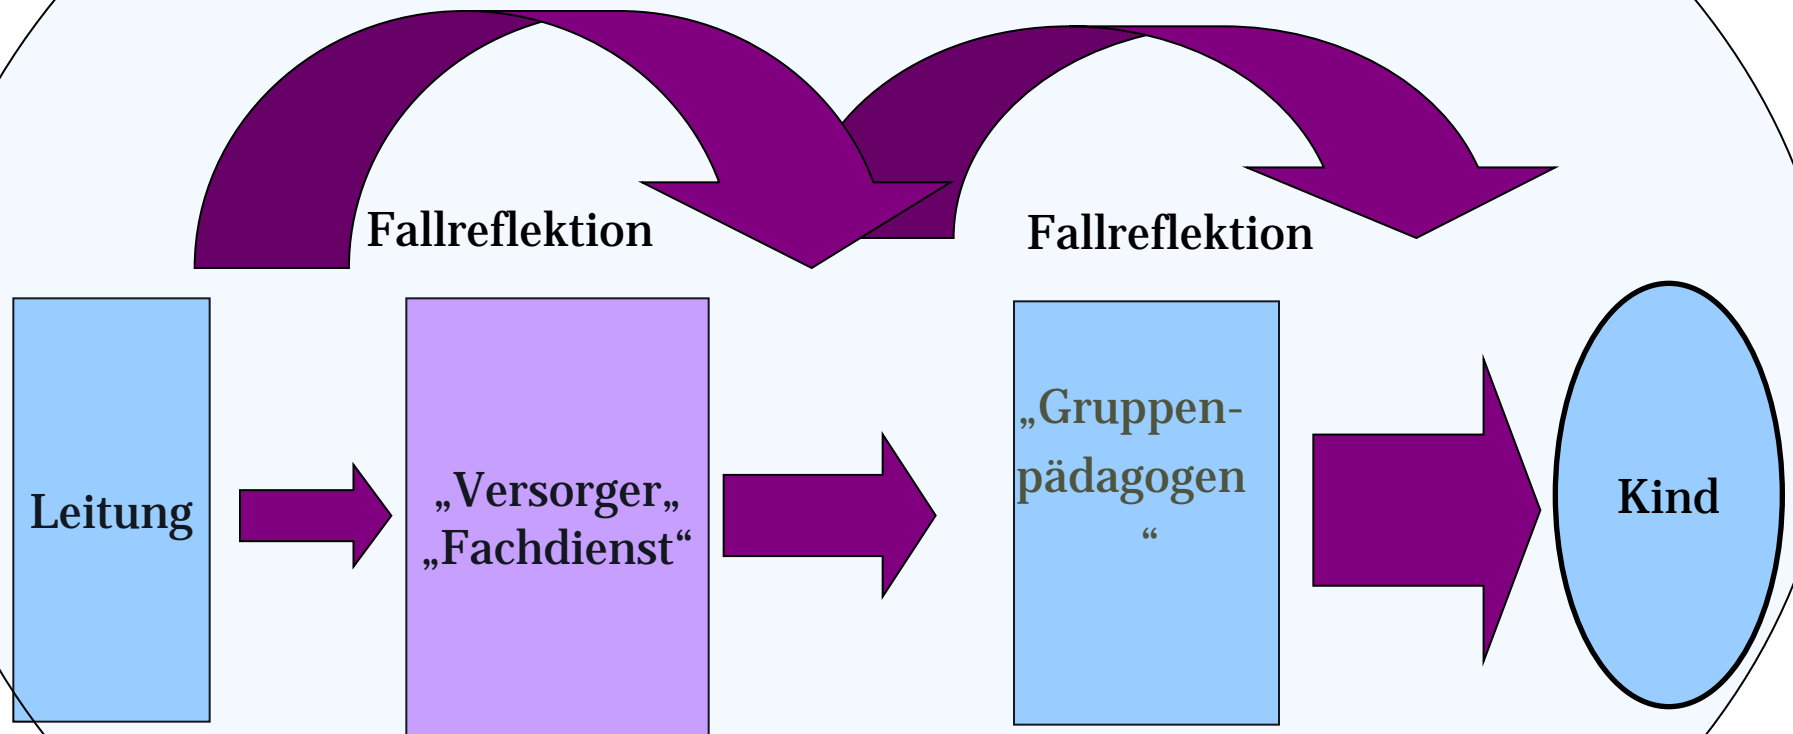 Fallreflektion
Fallreflektion
Leitung
„Versorger„
„Fachdienst“
„Gruppen-
pädagogen
“
Kind